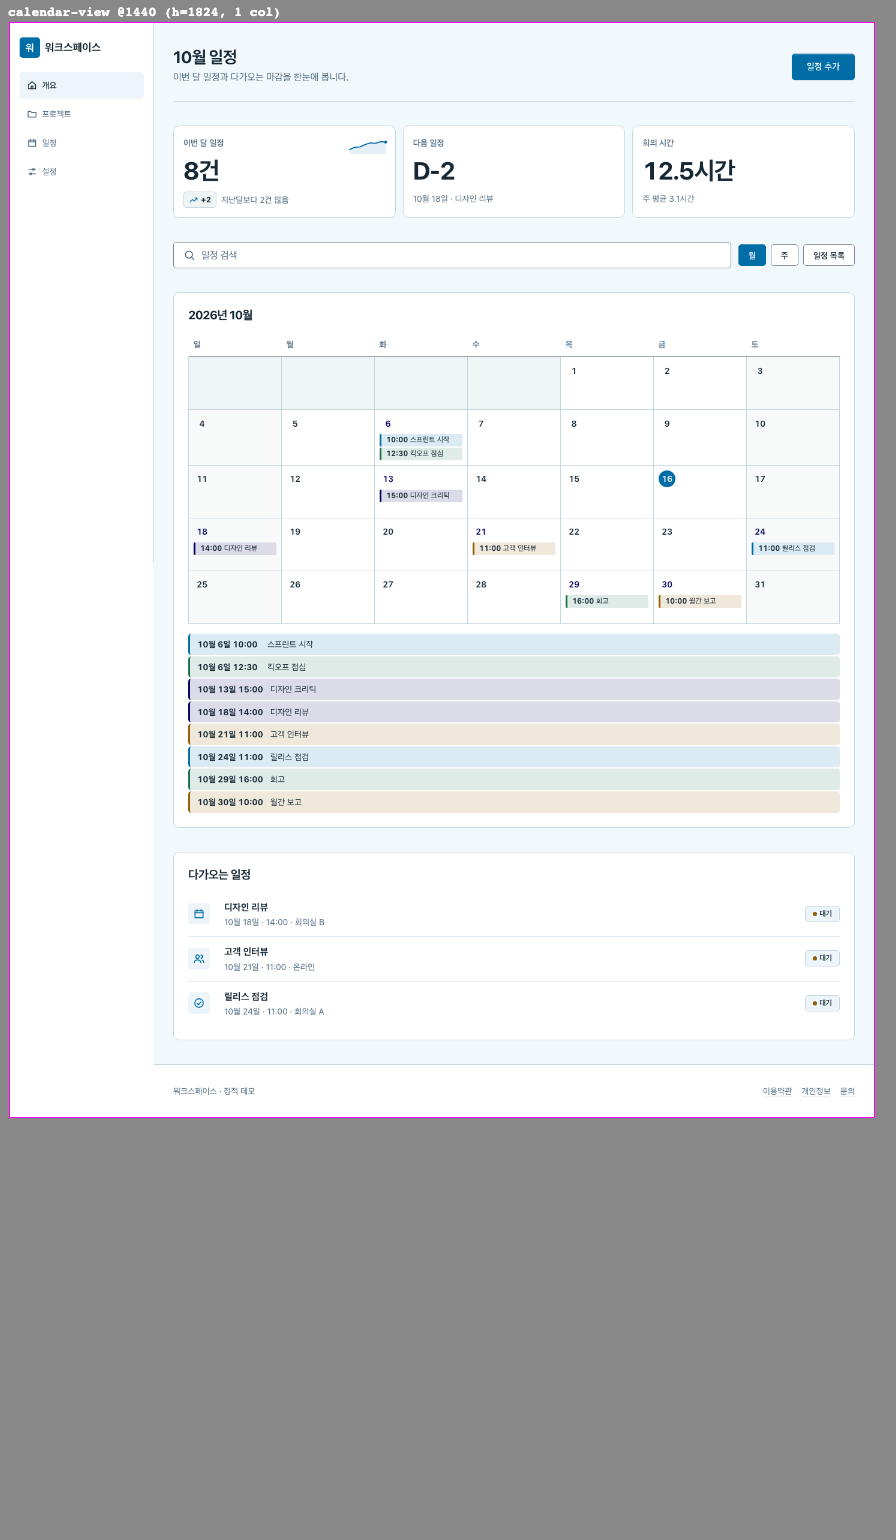 calendar-view @1440 (h=1824, 1 col)
워 워크스페이스
개요
프로젝트
일정
설정
10월 일정
이번 달 일정과 다가오는 마감을 한눈에 봅니다.
일정 추가
이번 달 일정
8건
+2 지난달보다 2건 많음
다음 일정
D-2
10월 18일 · 디자인 리뷰
회의 시간
12.5시간
주 평균 3.1시간
일정 검색
월 주 일정 목록
2026년 10월
일 월 화 수 목 금 토
1 2 3
4 5 6 7 8 9 10
10:00 스프린트 시작
12:30 킥오프 점심
11 12 13 14 15 16 17
15:00 디자인 크리틱
18 19 20 21 22 23 24
14:00 디자인 리뷰 11:00 고객 인터뷰 11:00 릴리스 점검
25 26 27 28 29 30 31
16:00 회고 10:00 월간 보고
10월 6일 10:00 스프린트 시작
10월 6일 12:30 킥오프 점심
10월 13일 15:00 디자인 크리틱
10월 18일 14:00 디자인 리뷰
10월 21일 11:00 고객 인터뷰
10월 24일 11:00 릴리스 점검
10월 29일 16:00 회고
10월 30일 10:00 월간 보고
다가오는 일정
디자인 리뷰
10월 18일 · 14:00 · 회의실 B
대기
고객 인터뷰
10월 21일 · 11:00 · 온라인
대기
릴리스 점검
10월 24일 · 11:00 · 회의실 A
대기
워크스페이스 · 정적 데모
이용약관 개인정보 문의